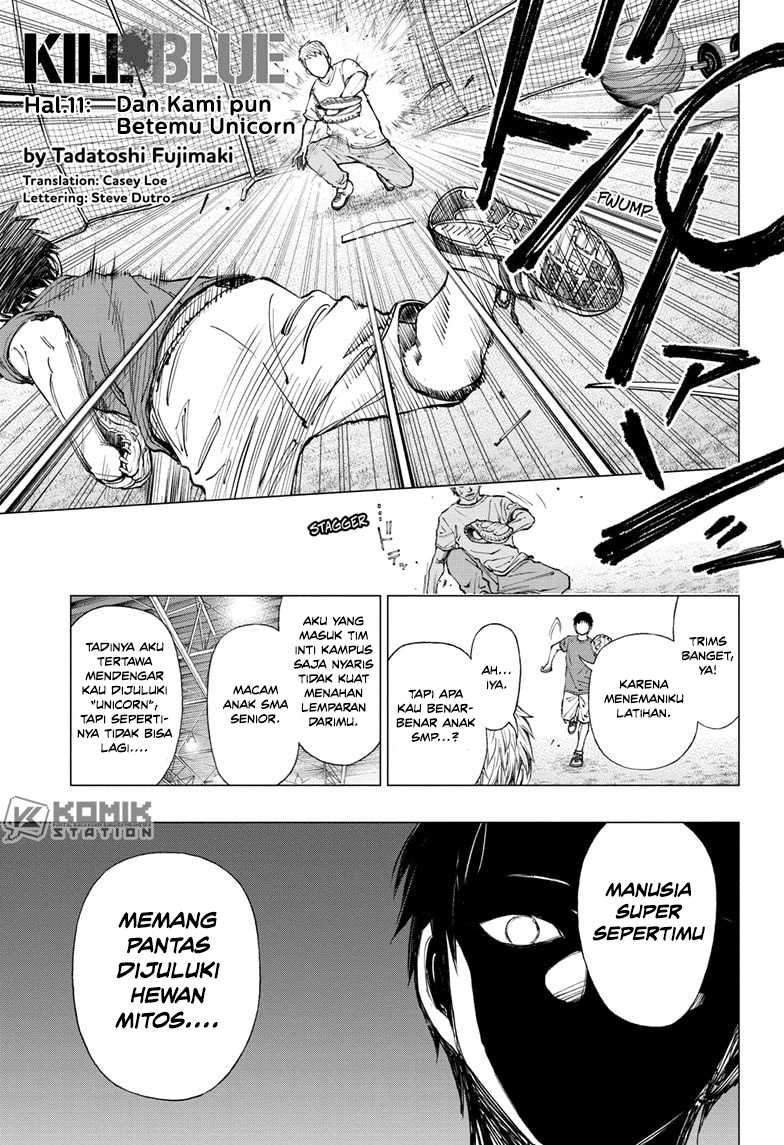 KILL BLUE
Hal.11: Dan Kami pun
Betemu Unicorn
by Tadatoshi Fujimaki
Translation: Casey Loe
Lettering: Steve Dutro
FWUMP
STAGGER
TRIMS
BANGET,
YA!
KARENA
MENEMANIKU
LATIHAN.
AH...
IYA.
TAPI APA
KAU BENAR-
BENAR ANAK
SMP...?
AKU YANG
MASUK TIM
INTI KAMPUS
SAJA NYARIS
TIDAK KUAT
MENAHAN
LEMPARAN
DARIMU.
MACAM
ANAK SMA
SENIOR.
TADINYA AKU
TERTAWA
MENDENGAR
KAU DIJULUKI
"UNICORN",
TAPI SEPERTI-
NYA TIDAK BISA
LAGI....
KOMIK
STATION
MANUSIA
SUPER
SEPERTIMU
MEMANG
PANTAS
DIJULUKI
HEWAN
MITOS....